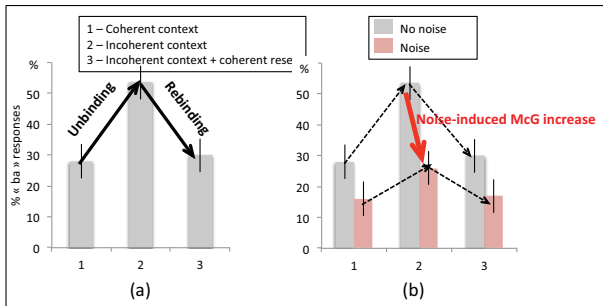 1 – Coherent context
2 – Incoherent context
3 – Incoherent context + coherent rese
No noise
Noise
%
60
50
40
30
20
10
0
% « ba » responses
Unbinding
Rebinding
1
2
3
(a)
%
60
50
40
30
20
10
0
Noise-induced McG increase
1
2
3
(b)